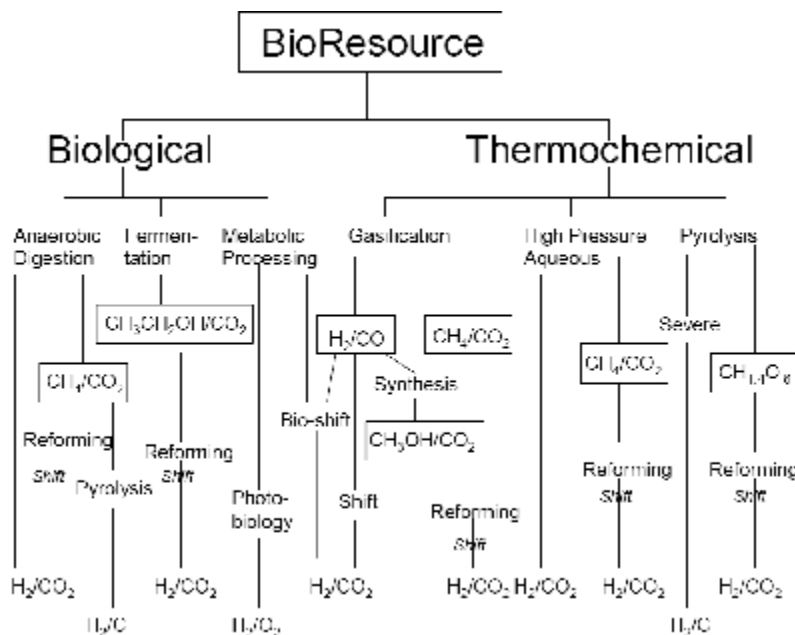 BioResource
Biological
Thermochemical
Anaerobic
Digestion
Fermen-
tation
Metabolic
Processing
Gasification
High Pressure
Aqueous
Pyrolysis
CH₃CH₂OH/CO₂
H₂/CO
CH₄/CO₂
Severe
CH₄/CO₂
CH₄/CO₂
Synthesis
Bio-shift
CH₃OH/CO₂
Reforming
Shift
Pyrolysis
Reforming
Shift
Photo-
biology
Shift
Reforming
Shift
Reforming
Shift
Reforming
Shift
H₂/CO₂
H₂/CO₂
H₂/CO₂
H₂/CO₂
H₂/CO₂
H₂/CO₂
H₂/CO₂
H₂/C
H₂/O₂
H₂/C